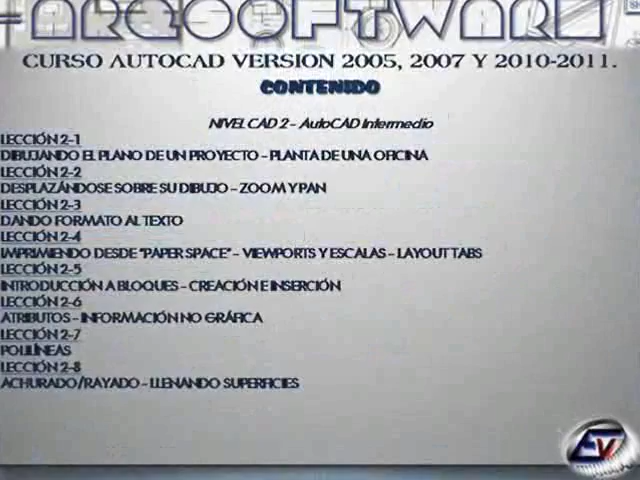 ARQSOFTWARE
CURSO AUTOCAD VERSION 2005, 2007 Y 2010-2011.
CONTENIDO
NIVEL CAD 2 - AutoCAD Intermedio
LECCIÓN 2-1
DIBUJANDO EL PLANO DE UN PROYECTO - PLANTA DE UNA OFICINA
LECCIÓN 2-2
DESPLAZÁNDOSE SOBRE SU DIBUJO - ZOOM Y PAN
LECCIÓN 2-3
DANDO FORMATO AL TEXTO
LECCIÓN 2-4
IMPRIMIENDO DESDE "PAPER SPACE" - VIEWPORTS Y ESCALAS - LAYOUT TABS
LECCIÓN 2-5
INTRODUCCIÓN A BLOQUES - CREACIÓN E INSERCIÓN
LECCIÓN 2-6
ATRIBUTOS - INFORMACIÓN NO GRÁFICA
LECCIÓN 2-7
POLILÍNEAS
LECCIÓN 2-8
ACHURADO/RAYADO - LLENANDO SUPERFICIES